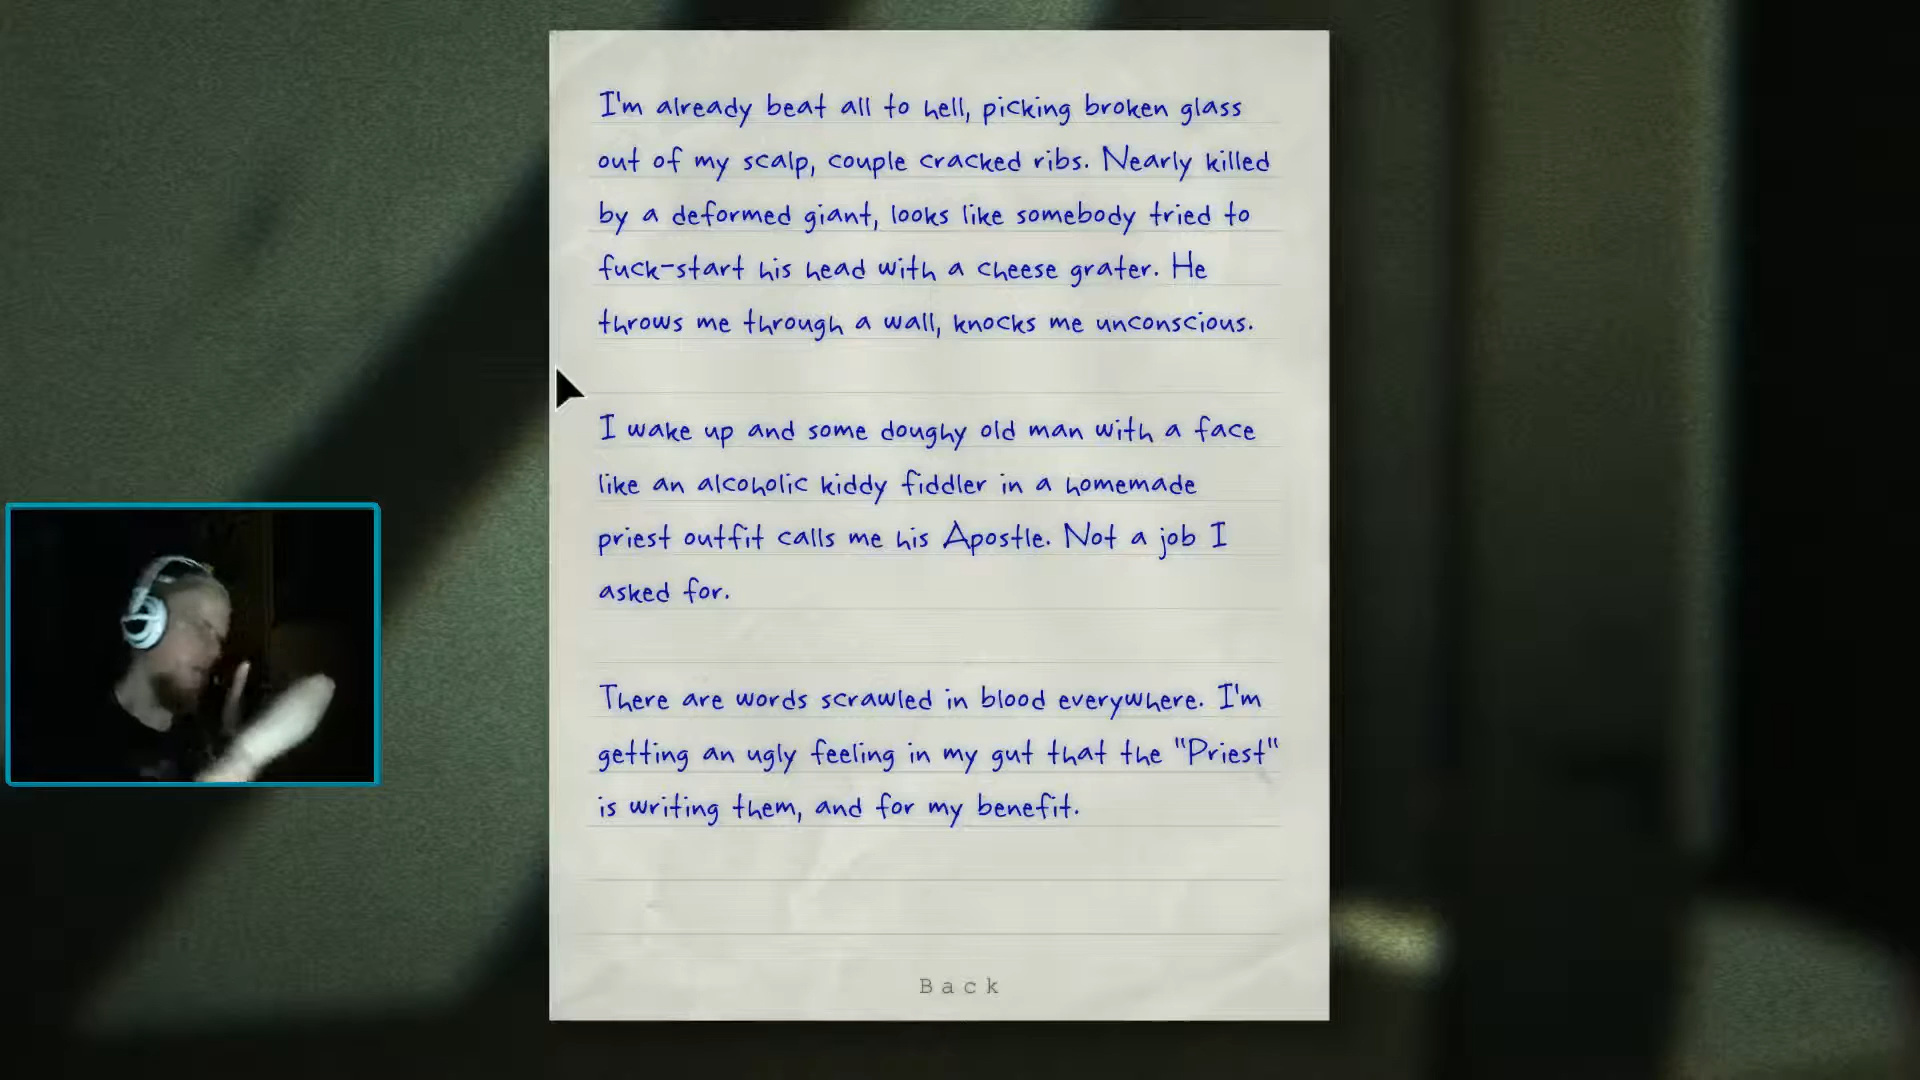 I'm already beat all to hell, picking broken glass
out of my scalp, couple cracked ribs. Nearly killed
by a deformed giant, looks like somebody tried to
fuck-start his head with a cheese grater. He
throws me through a wall, knocks me unconscious.
I wake up and some doughy old man with a face
like an alcoholic kiddy fiddler in a homemade
priest outfit calls me his Apostle. Not a job I
asked for.
There are words scrawled in blood everywhere. I'm
getting an ugly feeling in my gut that the "Priest"
is writing them, and for my benefit.
Back